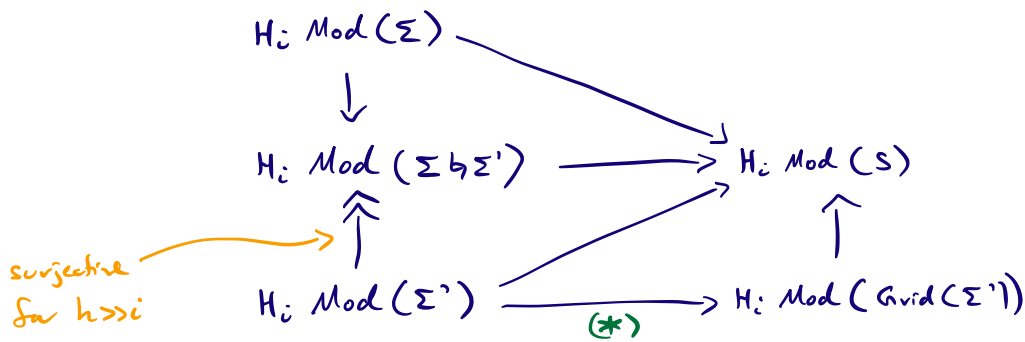 Hᵢ Mod(Σ)
Hᵢ Mod(Σ ♮ Σ') Hᵢ Mod(S)
surjective
for h>>i
Hᵢ Mod(Σ') Hᵢ Mod(Grid(Σ'))
(*)